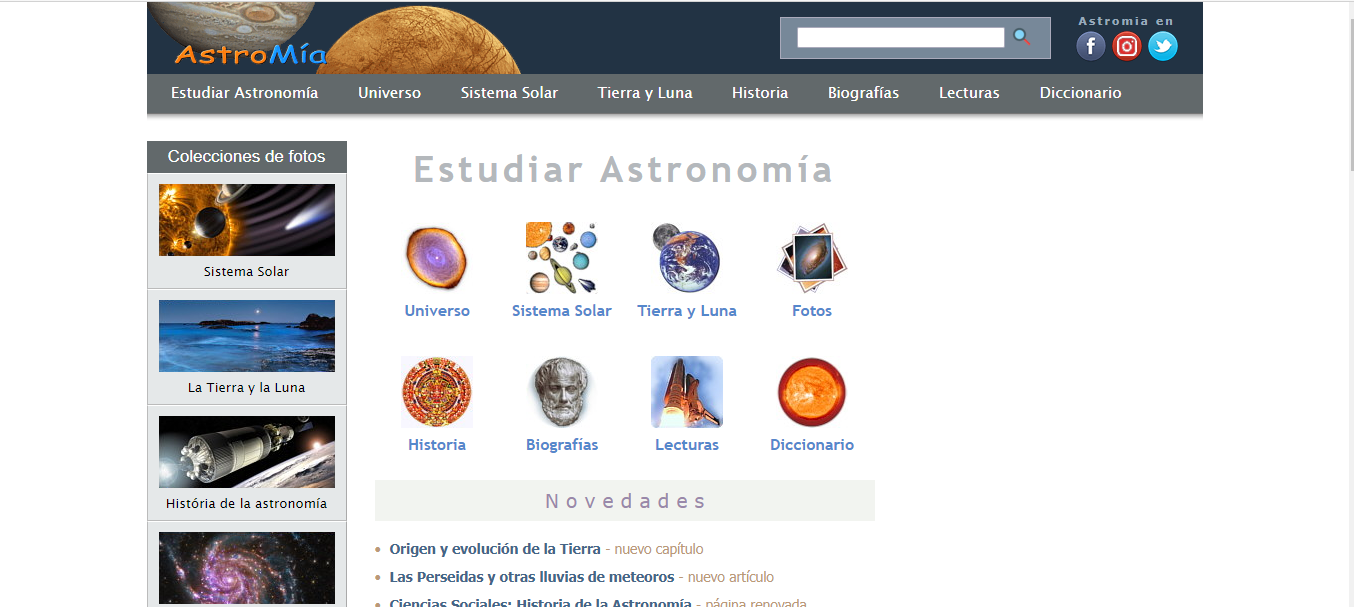 AstroMía
Astromia en
Estudiar Astronomía Universo Sistema Solar Tierra y Luna Historia Biografías Lecturas Diccionario
Colecciones de fotos
Sistema Solar
La Tierra y la Luna
História de la astronomía
Estudiar Astronomía
Universo Sistema Solar Tierra y Luna Fotos
Historia Biografías Lecturas Diccionario
Novedades
Origen y evolución de la Tierra - nuevo capítulo
Las Perseidas y otras lluvias de meteoros - nuevo artículo
Ciencias Sociales: Historia de la Astronomía - página renovada